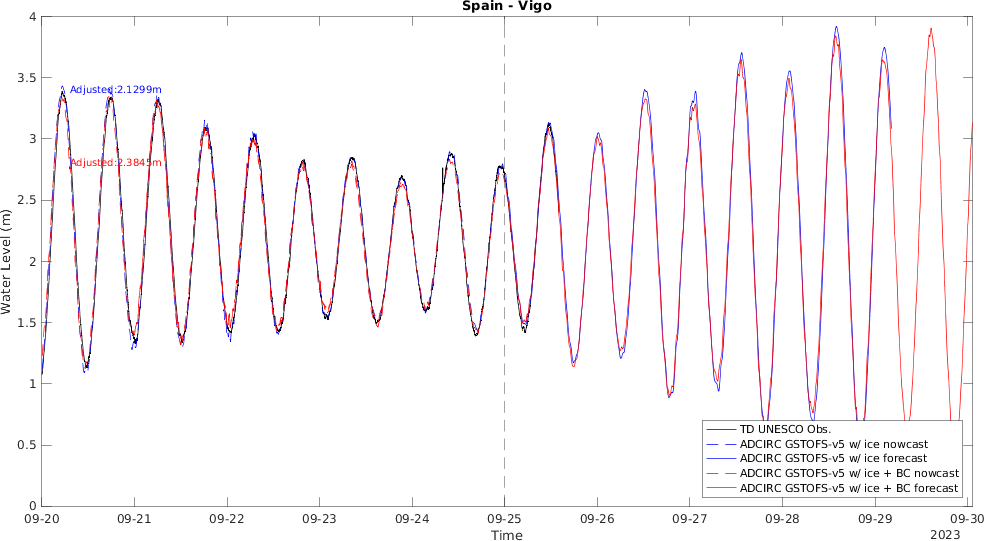 Spain - Vigo
4
3.5
3
2.5
2
1.5
1
0.5
0
Water Level (m)
Adjusted:2.1299m
Adjusted:2.3845m
TD UNESCO Obs.
ADCIRC GSTOFS-v5 w/ ice nowcast
ADCIRC GSTOFS-v5 w/ ice forecast
ADCIRC GSTOFS-v5 w/ ice + BC nowcast
ADCIRC GSTOFS-v5 w/ ice + BC forecast
09-20 09-21 09-22 09-23 09-24 09-25 09-26 09-27 09-28 09-29 09-30
Time
2023